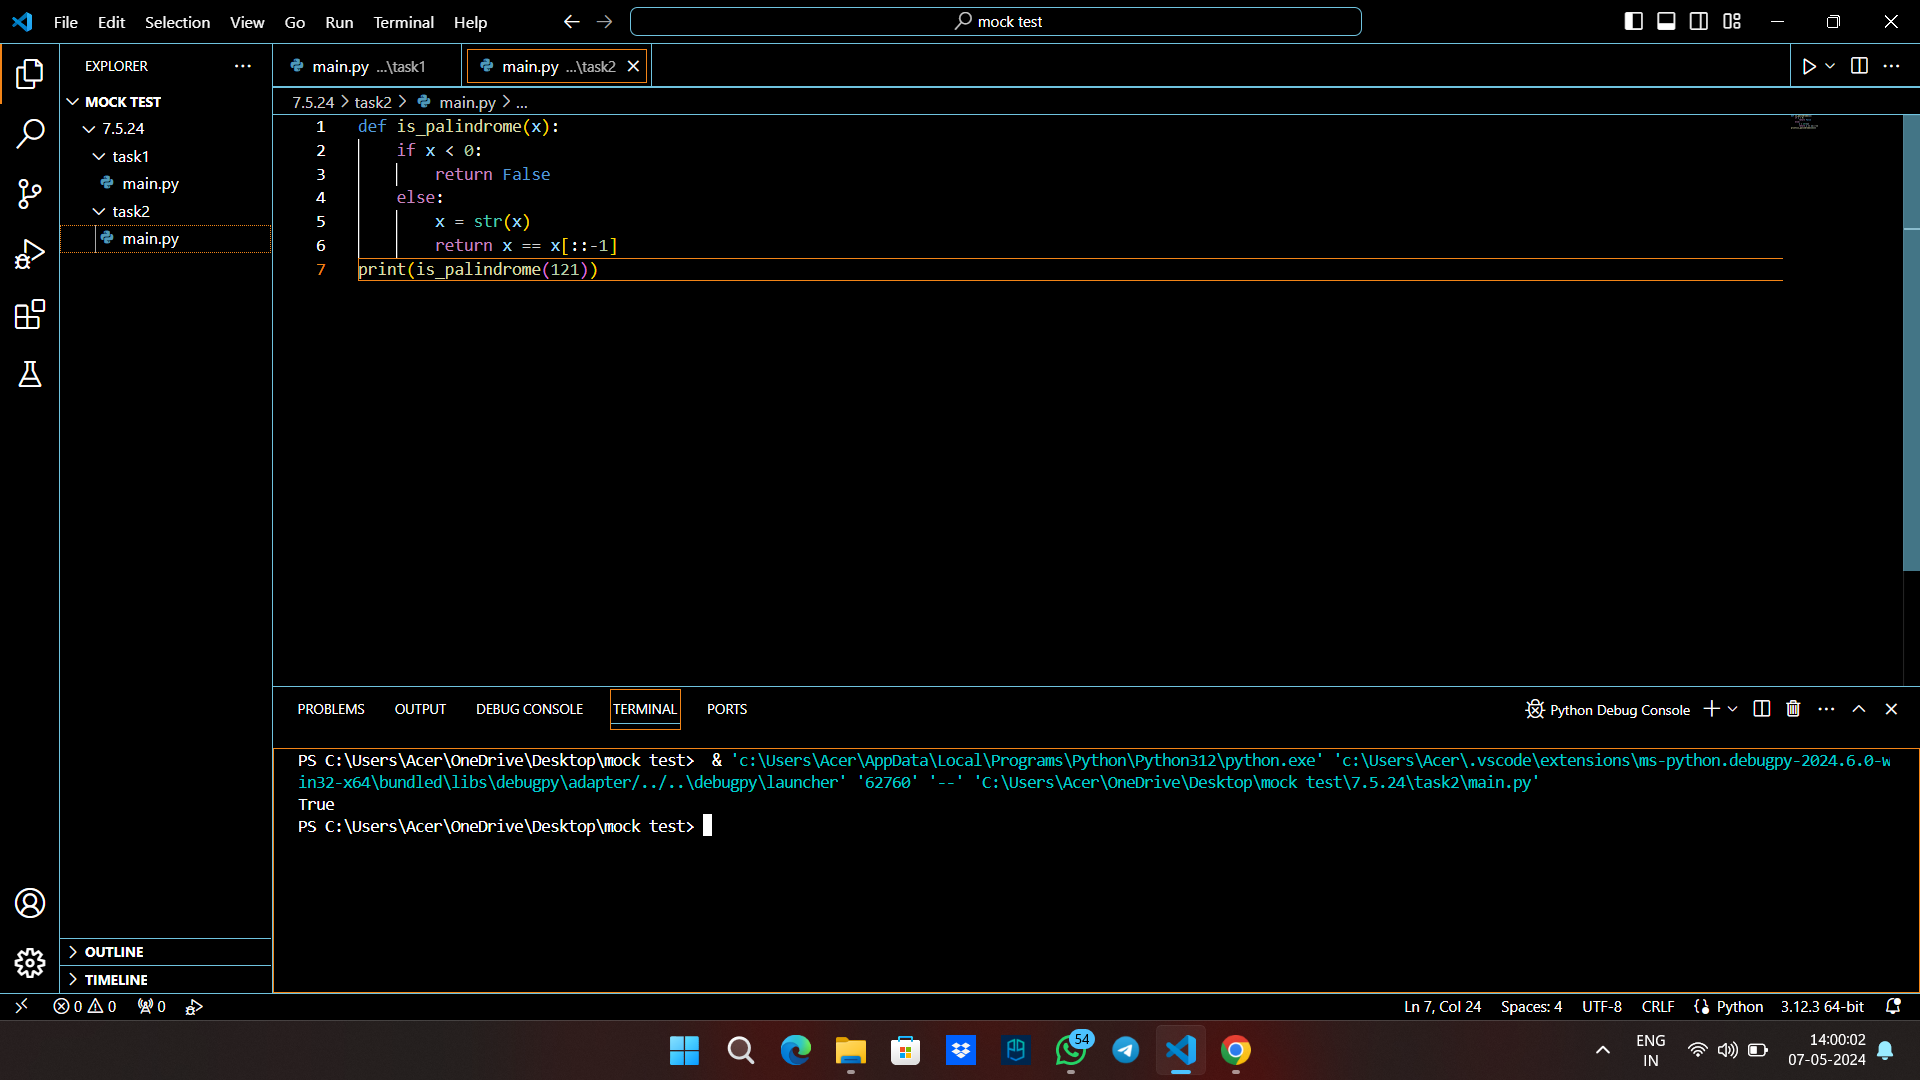 File Edit Selection View Go Run Terminal Help
mock test
EXPLORER
MOCK TEST
7.5.24
task1
main.py
task2
main.py
OUTLINE
TIMELINE
main.py ...\task1
main.py ...\task2
7.5.24 > task2 > main.py > ...
1 def is_palindrome(x):
2     if x < 0:
3         return False
4     else:
5         x = str(x)
6         return x == x[::-1]
7 print(is_palindrome(121))
PROBLEMS OUTPUT DEBUG CONSOLE TERMINAL PORTS
Python Debug Console
PS C:\Users\Acer\OneDrive\Desktop\mock test>  & 'c:\Users\Acer\AppData\Local\Programs\Python\Python312\python.exe' 'c:\Users\Acer\.vscode\extensions\ms-python.debugpy-2024.6.0-w
in32-x64\bundled\libs\debugpy\adapter/../..\debugpy\launcher' '62760' '--' 'C:\Users\Acer\OneDrive\Desktop\mock test\7.5.24\task2\main.py'
True
PS C:\Users\Acer\OneDrive\Desktop\mock test>
0 0 0
Ln 7, Col 24 Spaces: 4 UTF-8 CRLF Python 3.12.3 64-bit
54
ENG
IN
14:00:02
07-05-2024